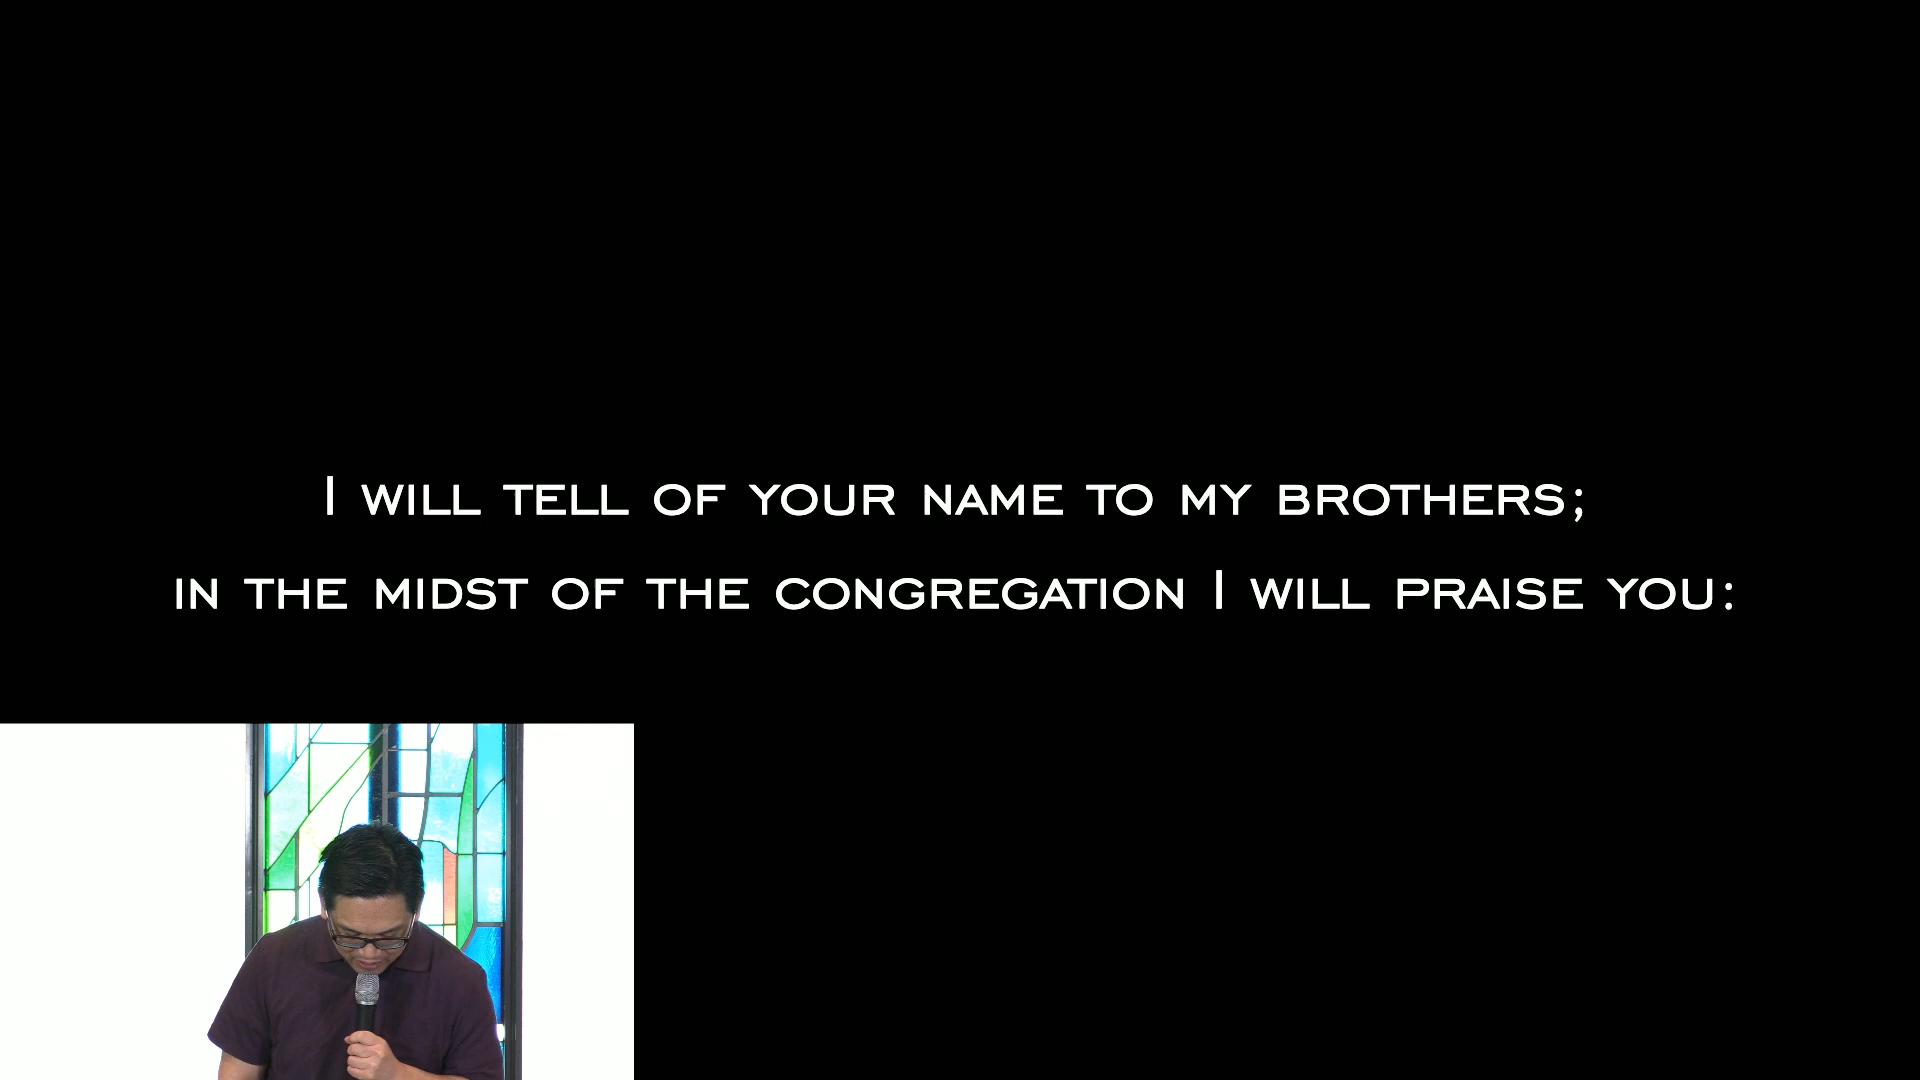 I WILL TELL OF YOUR NAME TO MY BROTHERS;
IN THE MIDST OF THE CONGREGATION I WILL PRAISE YOU: